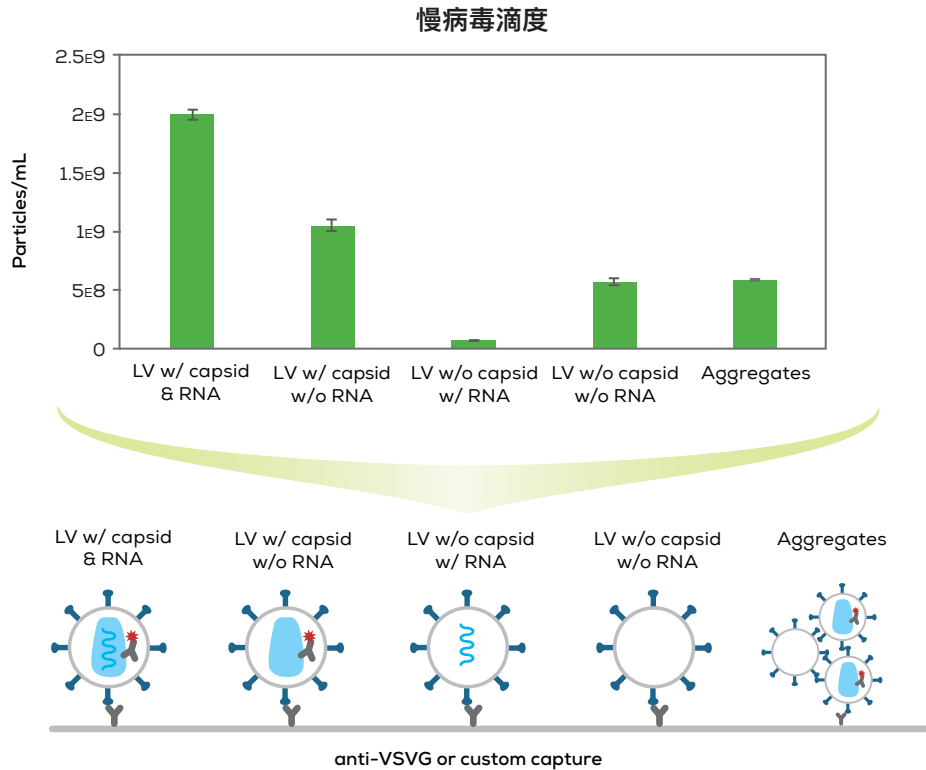 慢病毒滴度
2.5E9
2E9
1.5E9
1E9
5E8
0
Particles/mL
LV w/ capsid
& RNA
LV w/ capsid
w/o RNA
LV w/o capsid
w/ RNA
LV w/o capsid
w/o RNA
Aggregates
LV w/ capsid
& RNA
LV w/ capsid
w/o RNA
LV w/o capsid
w/ RNA
LV w/o capsid
w/o RNA
Aggregates
anti-VSVG or custom capture